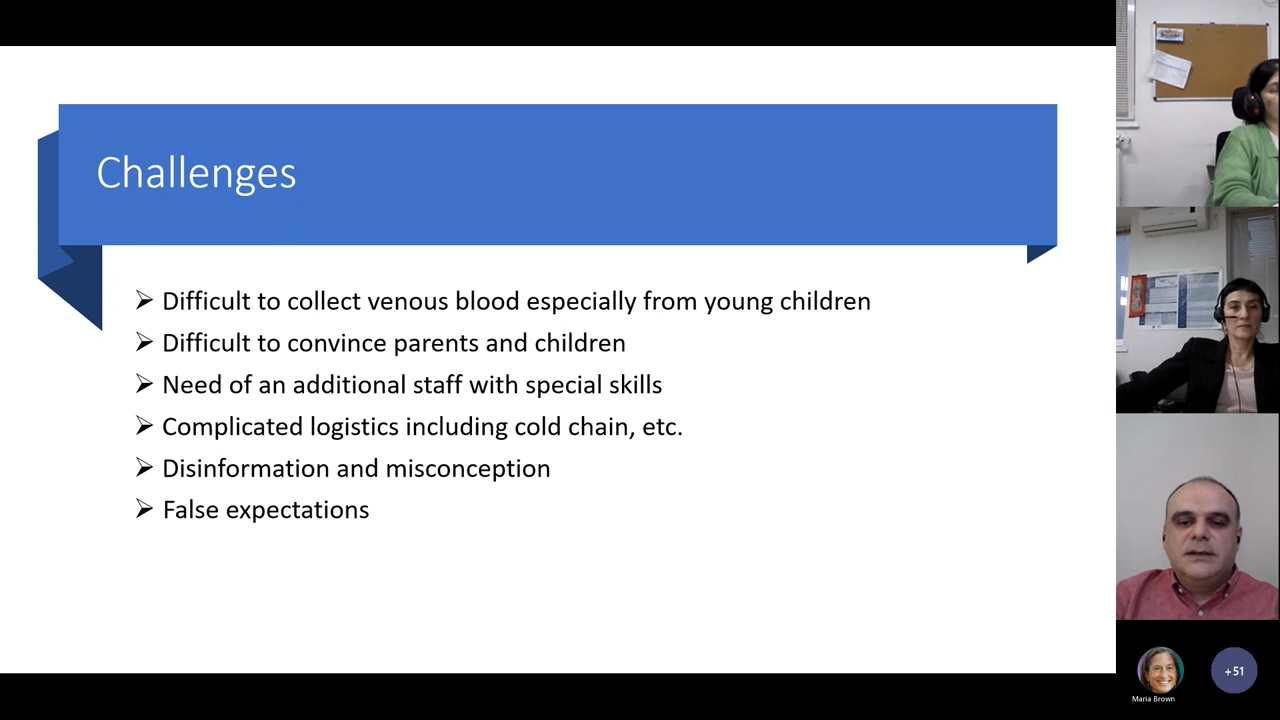 Challenges
Difficult to collect venous blood especially from young children
Difficult to convince parents and children
Need of an additional staff with special skills
Complicated logistics including cold chain, etc.
Disinformation and misconception
False expectations
+51
Maria Brown